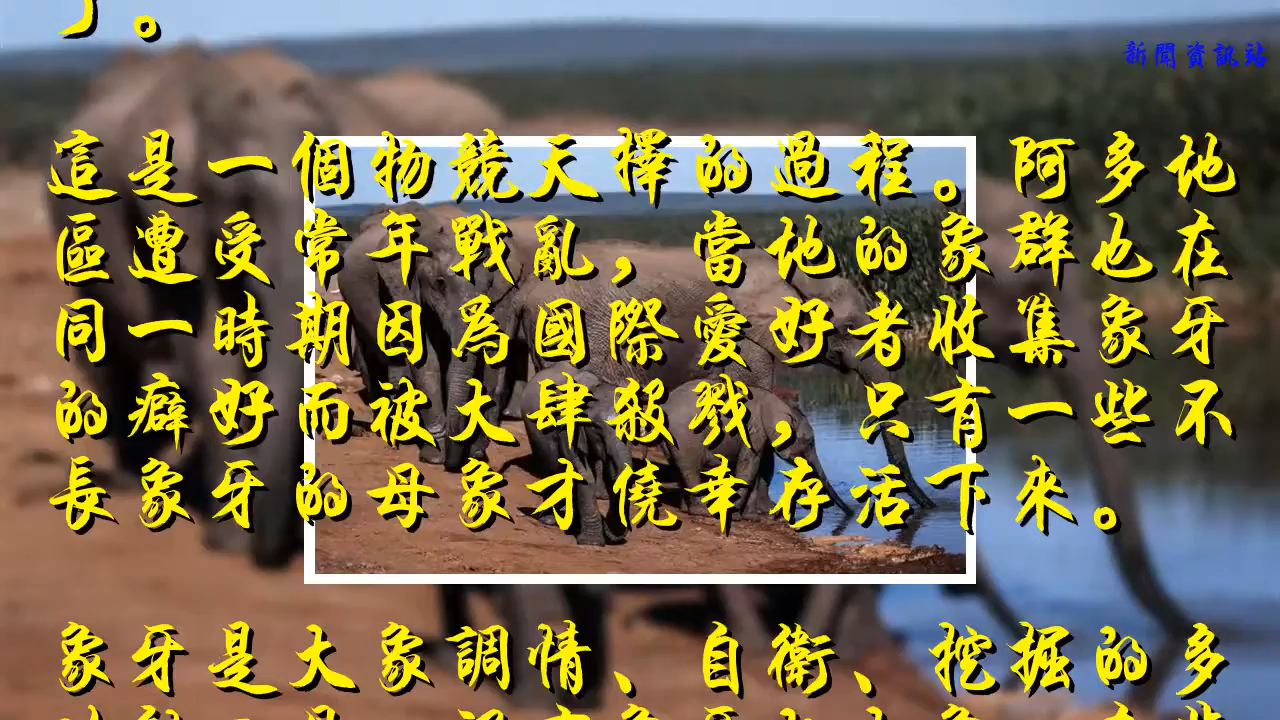 了。
新聞資訊站
這是一個物競天擇的過程。阿多地
區遭受常年戰亂，當地的象群也在
同一時期因為國際愛好者收集象牙
的癖好而被大肆殺戮，只有一些不
長象牙的母象才僥幸存活下來。
象牙是大象調情、自衛、挖掘的多